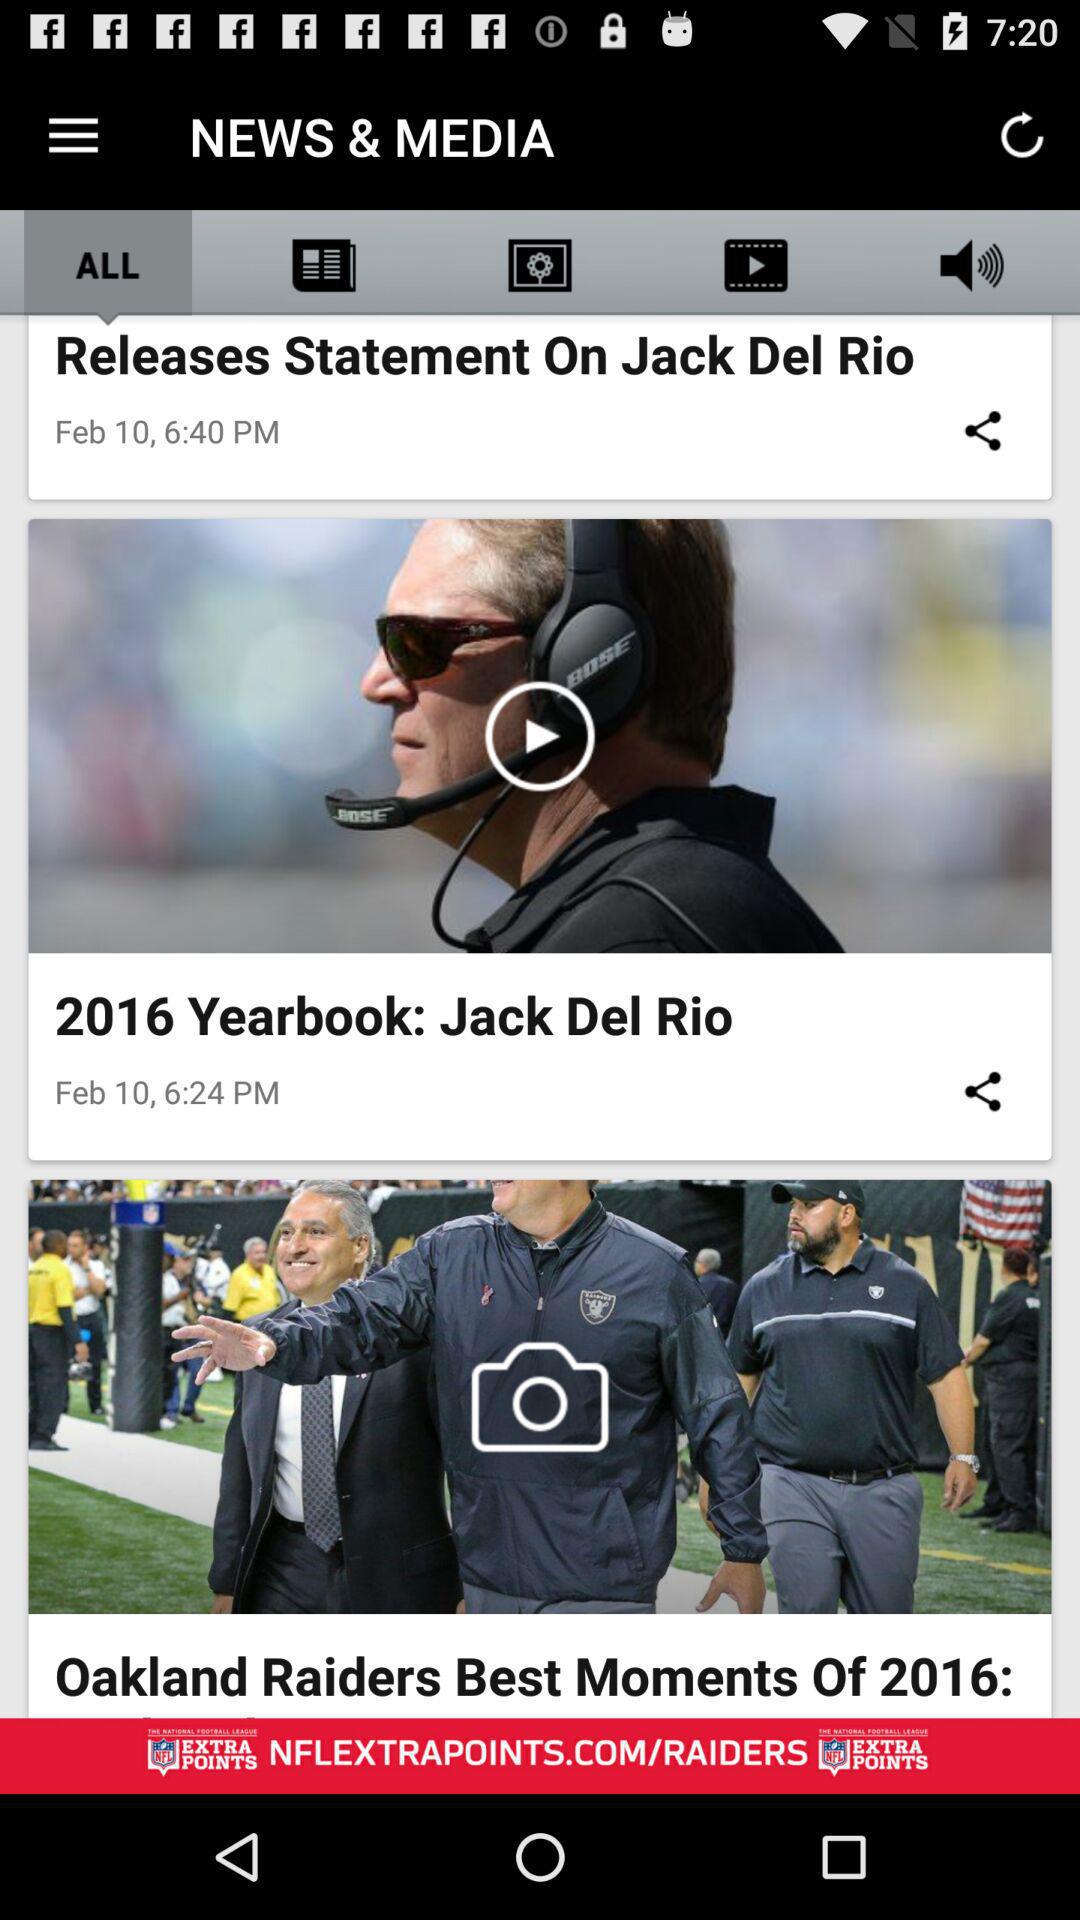 7:20
NEWS & MEDIA
ALL
Releases Statement On Jack Del Rio
Feb 10, 6:40 PM
BOSE
BOSE
2016 Yearbook: Jack Del Rio
Feb 10, 6:24 PM
RAIDERS
Oakland Raiders Best Moments Of 2016:
THE NATIONAL FOOTBALL LEAGUE
NFL EXTRA POINTS
NFLEXTRAPOINTS.COM/RAIDERS
THE NATIONAL FOOTBALL LEAGUE
NFL EXTRA POINTS